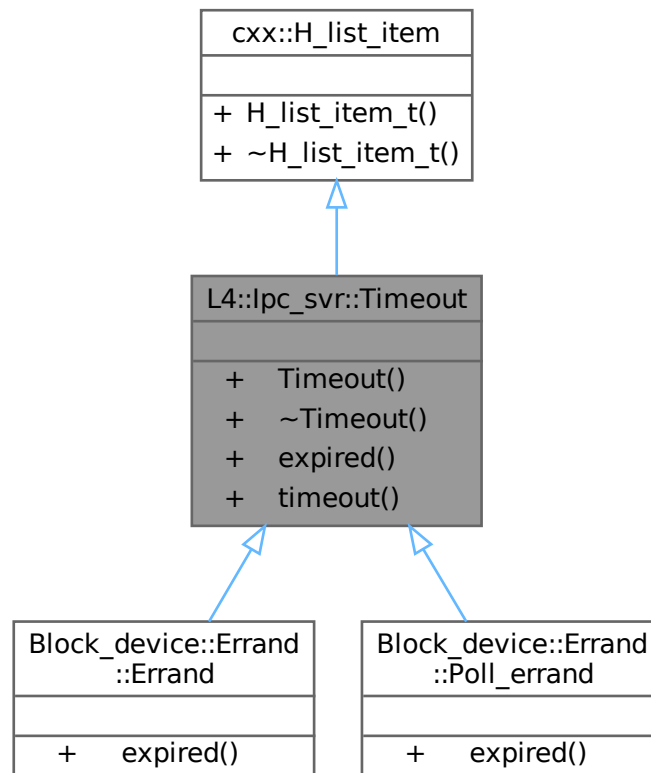 cxx::H_list_item
+ H_list_item_t()
+ ~H_list_item_t()
L4::Ipc_svr::Timeout
+ Timeout()
+ ~Timeout()
+ expired()
+ timeout()
Block_device::Errand
::Errand
+ expired()
Block_device::Errand
::Poll_errand
+ expired()